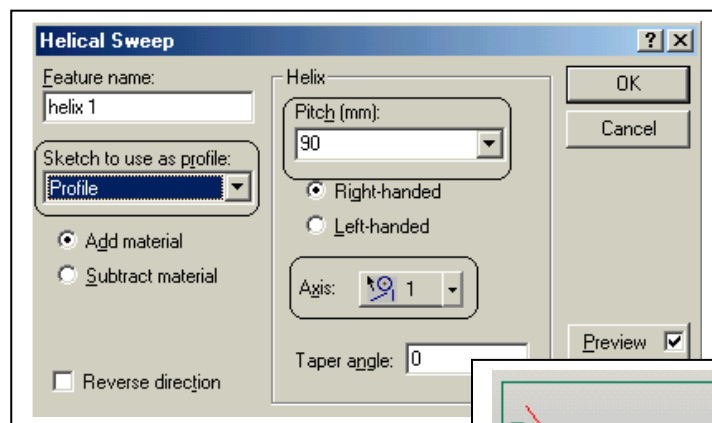 Helical Sweep
Feature name:
helix 1
Sketch to use as profile:
Profile
Add material
Subtract material
Reverse direction
Helix
Pitch (mm):
90
Right-handed
Left-handed
Axis: 1
Taper angle: 0
OK
Cancel
Preview